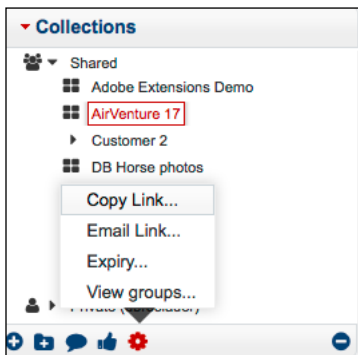 Collections
Shared
Adobe Extensions Demo
AirVenture 17
Customer 2
DB Horse photos
Copy Link...
Email Link...
Expiry...
View groups...